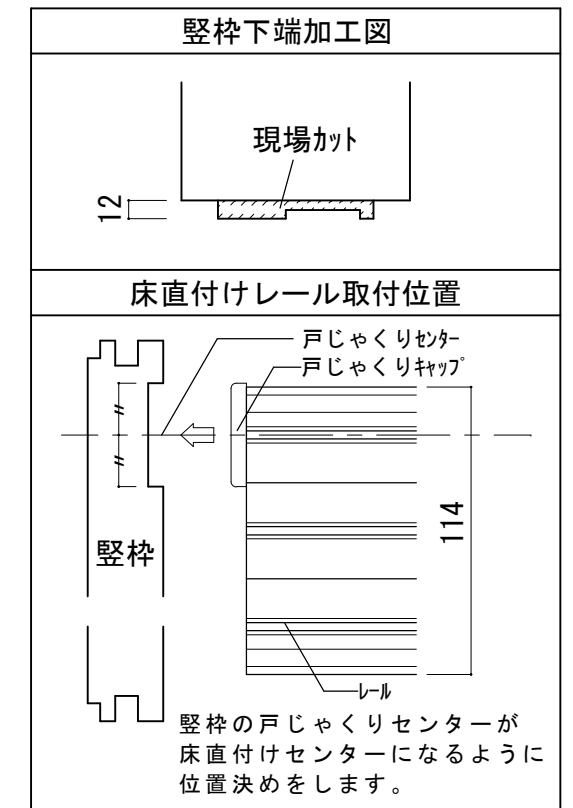 竪枠下端加工図
現場ｶｯﾄ
12
床直付けレール取付位置
戸じゃくりｾﾝﾀｰ
戸じゃくりｷｬｯﾌﾟ
〃
〃
竪枠
114
ﾚｰﾙ
竪枠の戸じゃくりセンターが
床直付けセンターになるように
位置決めをします。